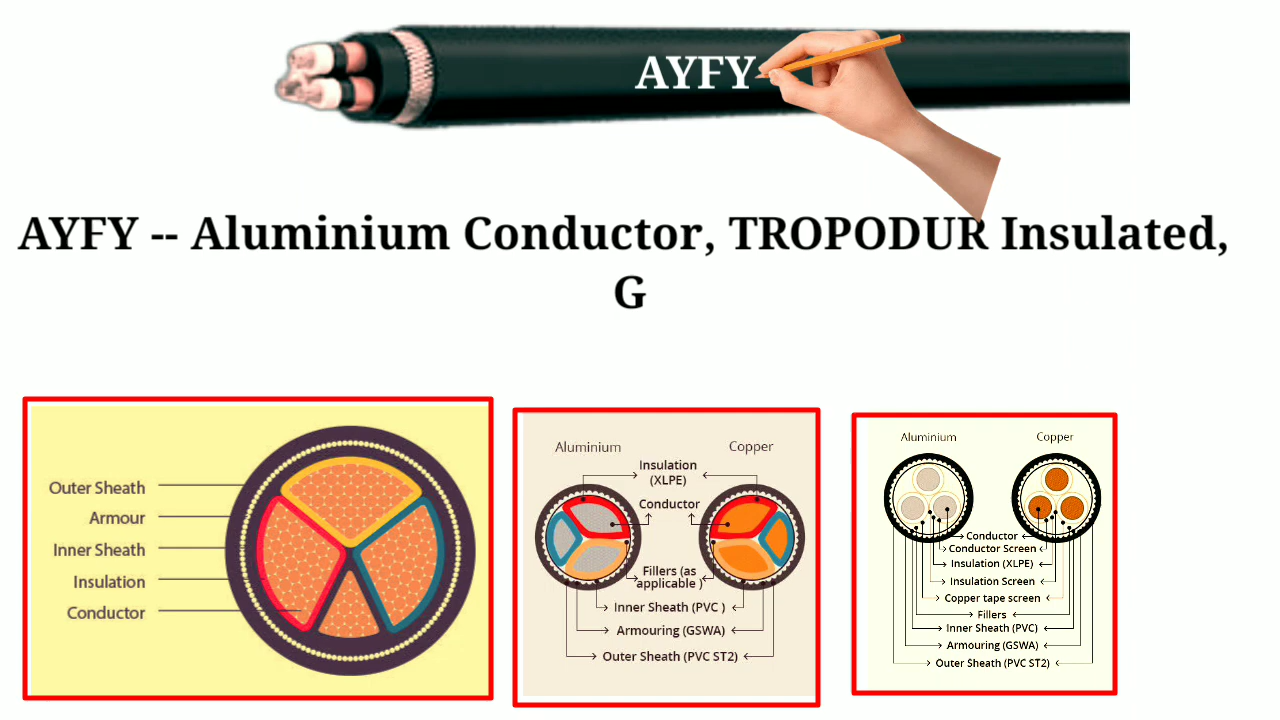 AYFY
AYFY -- Aluminium Conductor, TROPODUR Insulated,
G
Outer Sheath
Armour
Inner Sheath
Insulation
Conductor
Aluminium
Copper
Insulation
(XLPE)
Conductor
Fillers (as
applicable )
Inner Sheath (PVC )
Armouring (GSWA)
Outer Sheath (PVC ST2)
Aluminium
Copper
Conductor
Conductor Screen
Insulation (XLPE)
Insulation Screen
Copper tape screen
Fillers
Inner Sheath (PVC)
Armouring (GSWA)
Outer Sheath (PVC ST2)